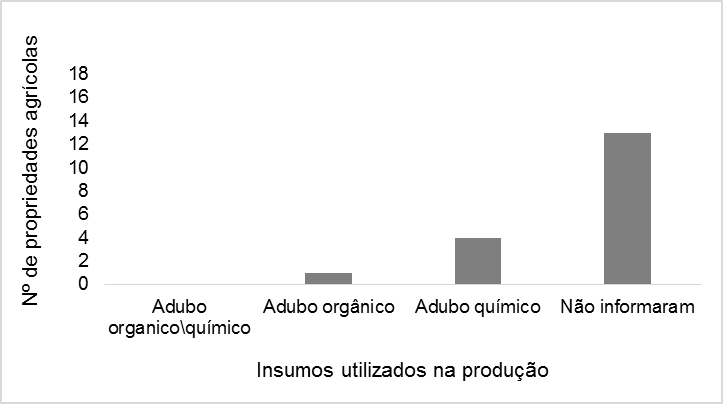 Nº de propriedades agrícolas
18
16
14
12
10
8
6
4
2
0
Adubo organico\químico
Adubo orgânico
Adubo químico
Não informaram
Insumos utilizados na produção